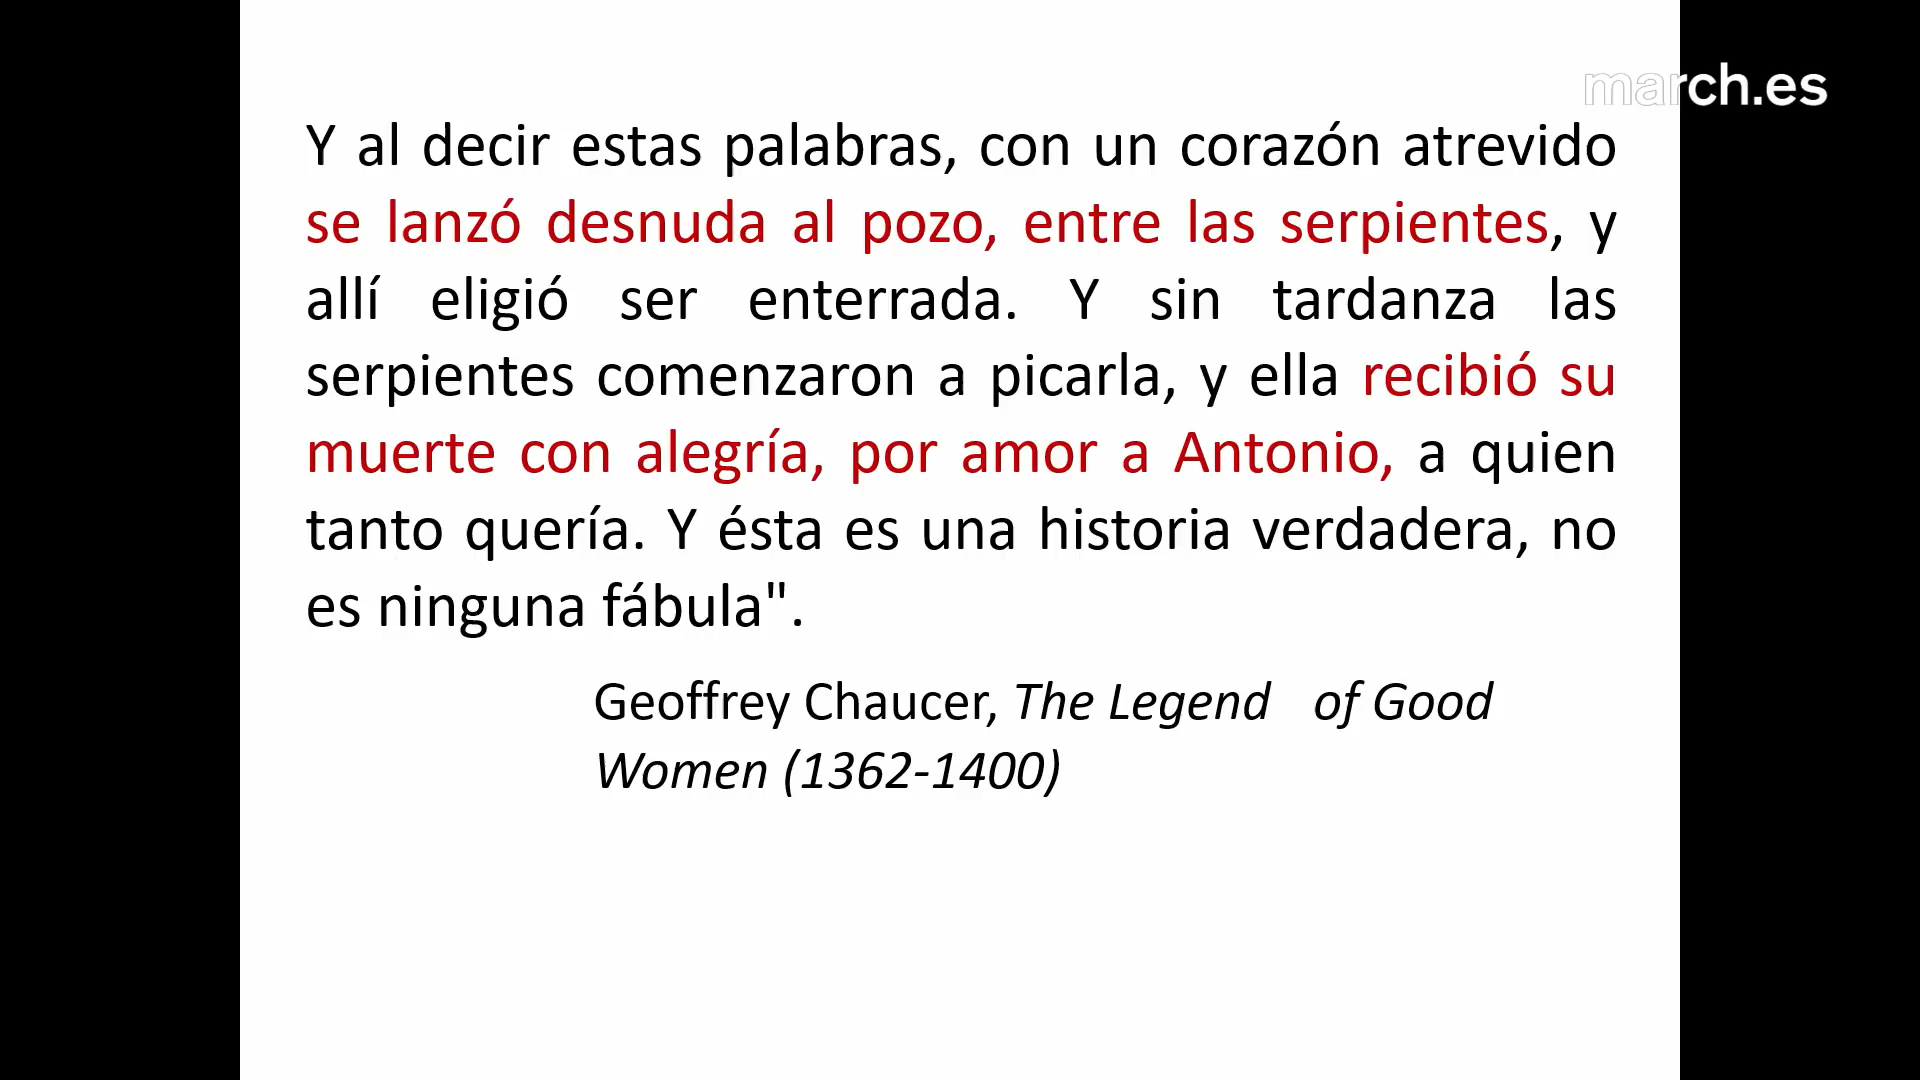 march.es
Y al decir estas palabras, con un corazón atrevido
se lanzó desnuda al pozo, entre las serpientes, y
allí eligió ser enterrada. Y sin tardanza las
serpientes comenzaron a picarla, y ella recibió su
muerte con alegría, por amor a Antonio, a quien
tanto quería. Y ésta es una historia verdadera, no
es ninguna fábula".
Geoffrey Chaucer, The Legend of Good
Women (1362-1400)